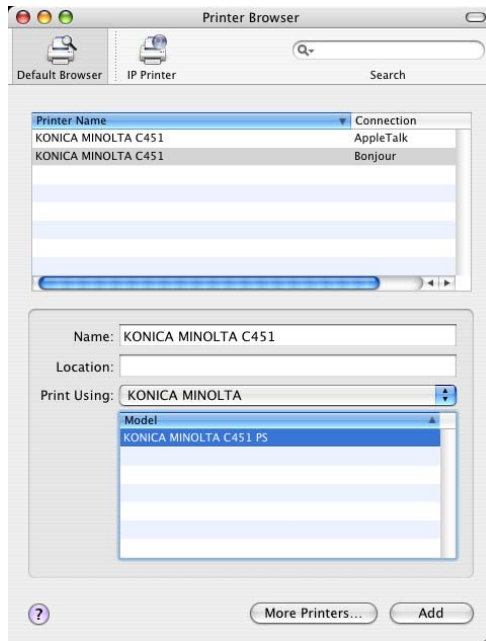 Printer Browser
Default Browser
IP Printer
Search
Printer Name Connection
KONICA MINOLTA C451 AppleTalk
KONICA MINOLTA C451 Bonjour
Name: KONICA MINOLTA C451
Location:
Print Using: KONICA MINOLTA
Model
KONICA MINOLTA C451 PS
? More Printers... Add